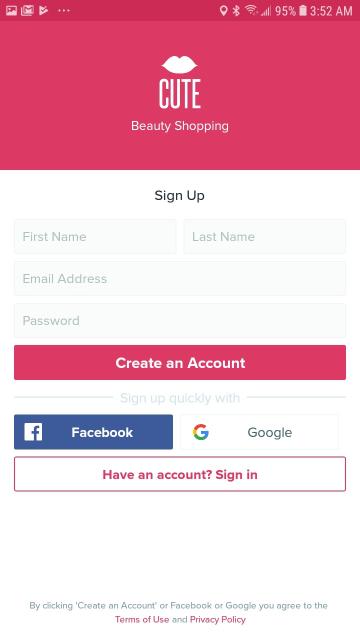 95% 3:52 AM
CUTE
Beauty Shopping
Sign Up
First Name Last Name
Email Address
Password
Create an Account
Sign up quickly with
Facebook Google
Have an account? Sign in
By clicking 'Create an Account' or Facebook or Google you agree to the
Terms of Use and Privacy Policy